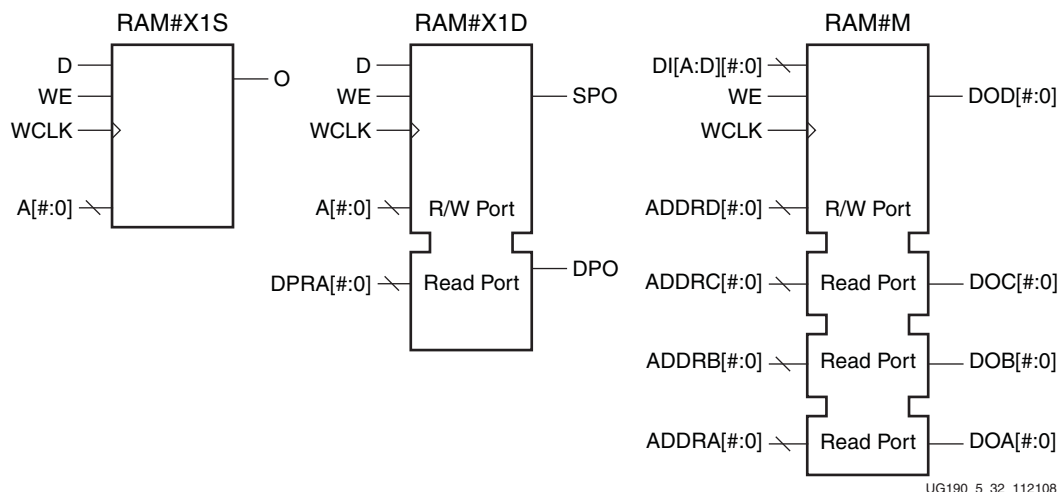 RAM#X1S
D
WE
WCLK
A[#:0]
O
RAM#X1D
D
WE
WCLK
A[#:0]
R/W Port
DPRA[#:0]
Read Port
SPO
DPO
RAM#M
DI[A:D][#:0]
WE
WCLK
ADDRD[#:0]
R/W Port
ADDRC[#:0]
Read Port
ADDRB[#:0]
Read Port
ADDRA[#:0]
Read Port
DOD[#:0]
DOC[#:0]
DOB[#:0]
DOA[#:0]
UG190_5_32_112108